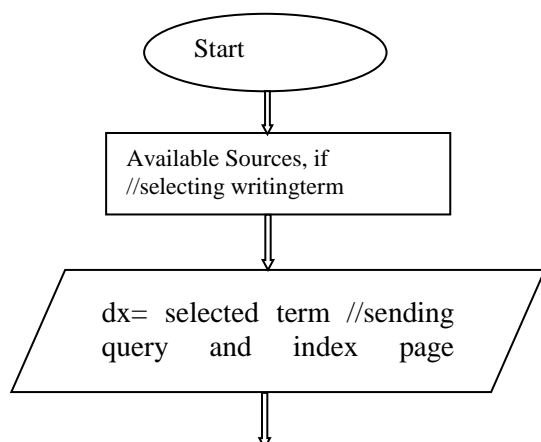 Start
Available Sources, if
//selecting writingterm
dx= selected term //sending
query and index page